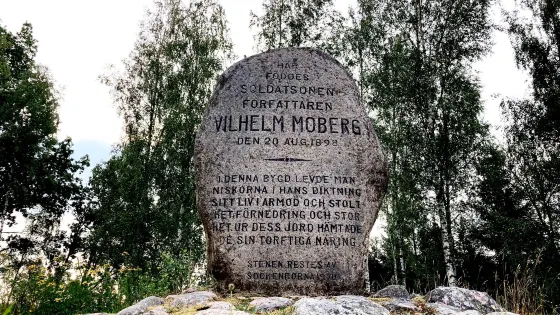 HÄR
FÖDDES
SOLDATSONEN
FÖRFATTAREN
VILHELM MOBERG
DEN 20 AUG. 1898
I DENNA BYGD LEVDE MÄN
NISKORNA I HANS DIKTNING
SITT LIV I ARMOD OCH STOLT-
HET, FÖRNEDRING OCH STOR-
HET. UR DESS JORD HÄMTADE
DE SIN TORFTIGA NÄRING
STENEN RESTES AV
SOCKENBORNA